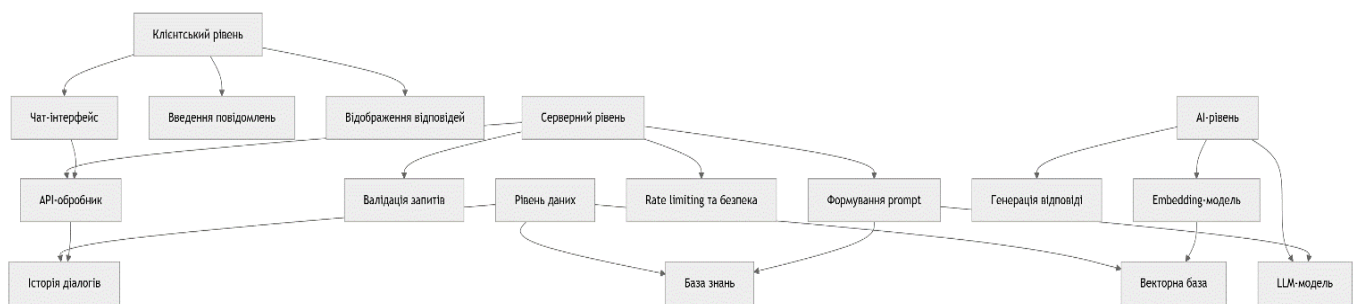 Клієнтський рівень
Чат-інтерфейс
Введення повідомлень
Відображення відповідей
Серверний рівень
AI-рівень
API-обробник
Валідація запитів
Рівень даних
Rate limiting та безпека
Формування prompt
Генерація відповіді
Embedding-модель
Історія діалогів
База знань
Векторна база
LLM-модель